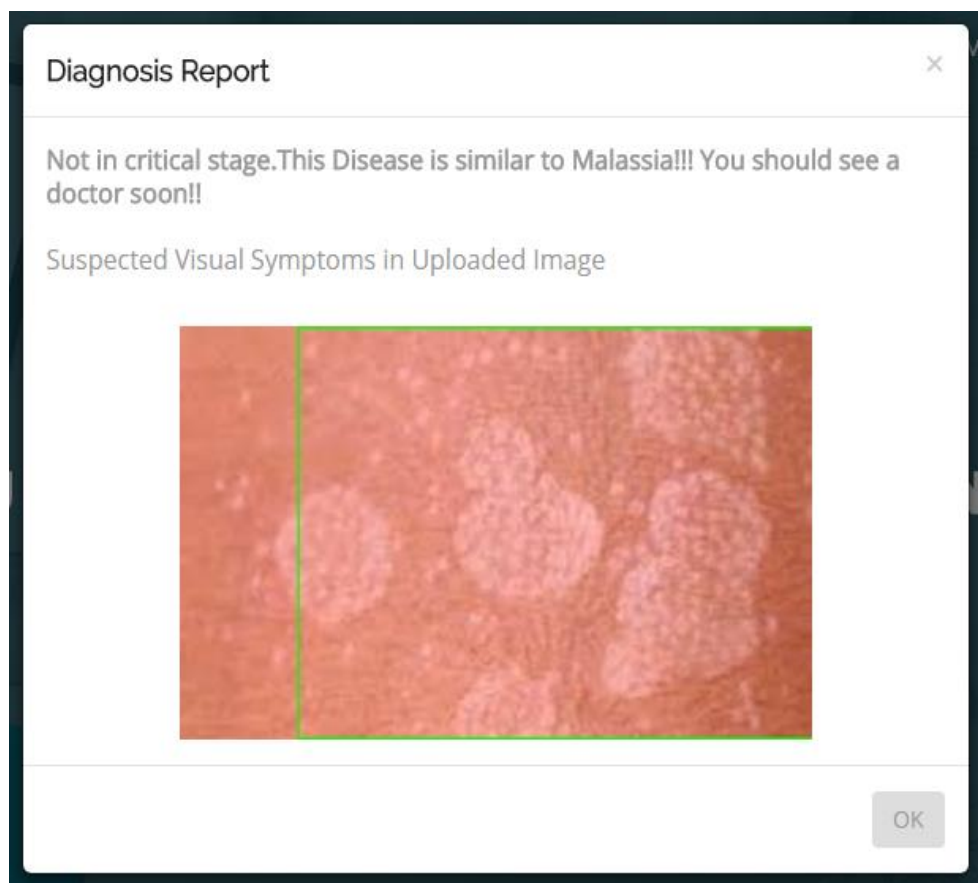 Diagnosis Report
×
Not in critical stage.This Disease is similar to Malassia!!! You should see a
doctor soon!!
Suspected Visual Symptoms in Uploaded Image
OK